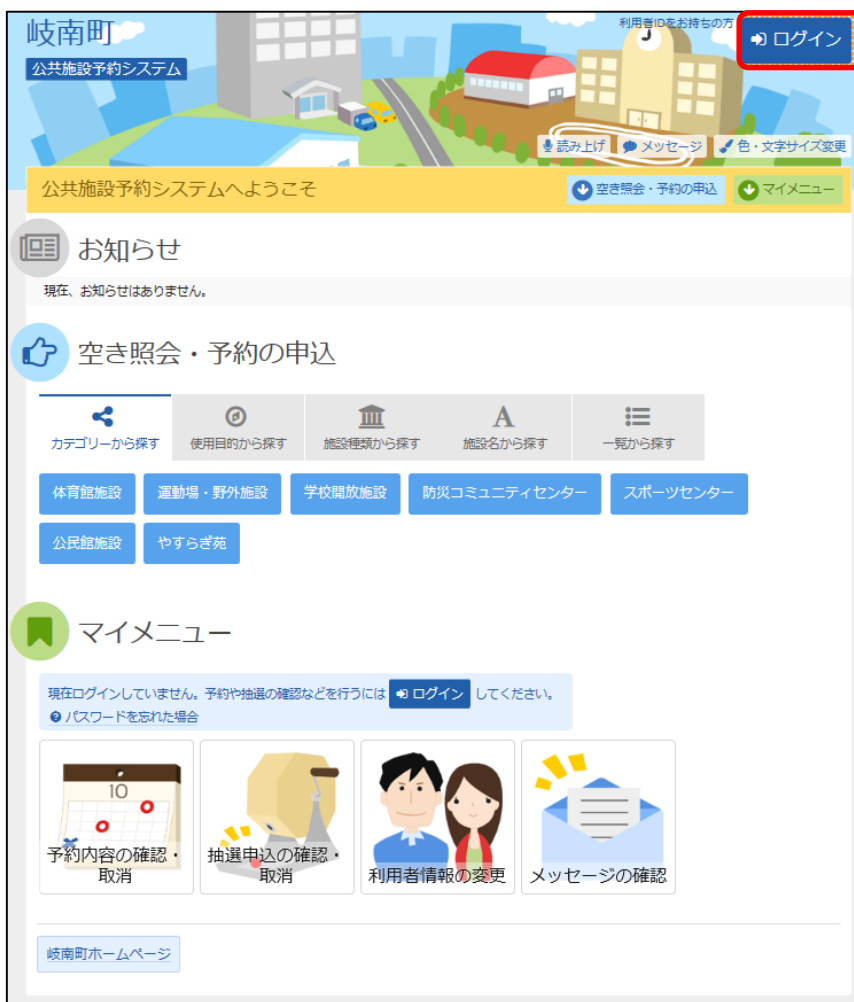 岐南町
公共施設予約システム
利用者IDをお持ちの方
ログイン
読み上げ
メッセージ
色・文字サイズ変更
公共施設予約システムへようこそ
空き照会・予約の申込
マイメニュー
お知らせ
現在、お知らせはありません。
空き照会・予約の申込
カテゴリーから探す
使用目的から探す
施設種類から探す
A
施設名から探す
一覧から探す
体育館施設
運動場・野外施設
学校開放施設
防災コミュニティセンター
スポーツセンター
公民館施設
やすらぎ苑
マイメニュー
現在ログインしていません。予約や抽選の確認などを行うには ログイン してください。
パスワードを忘れた場合
10
予約内容の確認・
取消
抽選申込の確認・
取消
利用者情報の変更
メッセージの確認
岐南町ホームページ